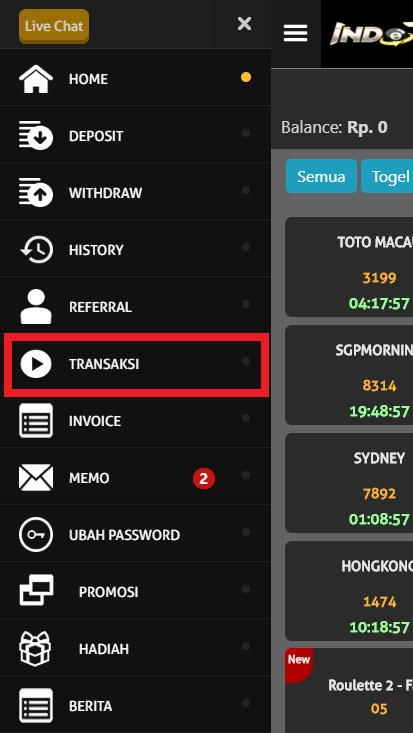 Live Chat
HOME
DEPOSIT
WITHDRAW
HISTORY
REFERRAL
TRANSAKSI
INVOICE
MEMO 2
UBAH PASSWORD
PROMOSI
HADIAH
BERITA
INDO
Balance: Rp. 0
Semua Togel
TOTO MACAU
3199
04:17:57
SGPMORNIN
8314
19:48:57
SYDNEY
7892
01:08:57
HONGKONG
1474
10:18:57
New
Roulette 2 - F
05